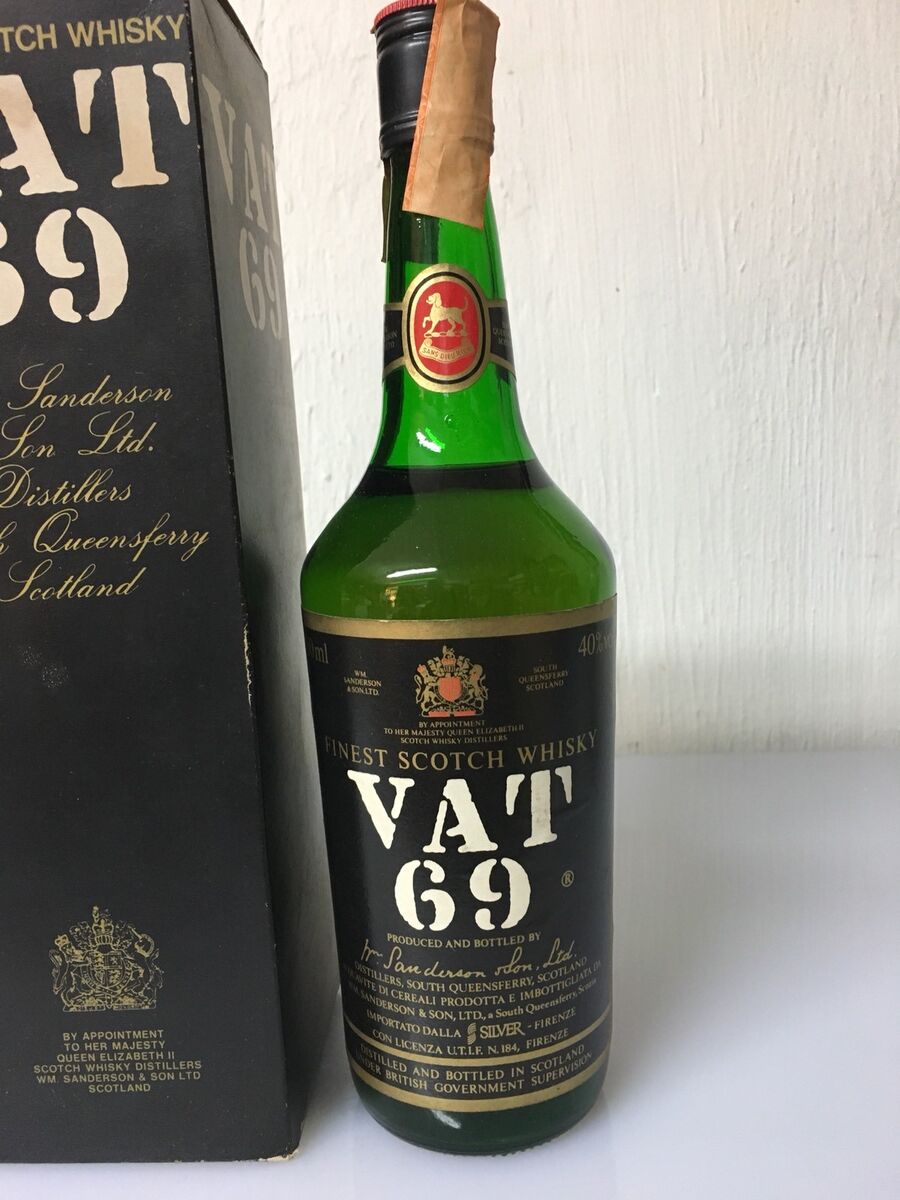 TCH WHISKY
VAT
69
Sanderson
Son Ltd.
Distillers
Queensferry
Scotland
BY APPOINTMENT
TO HER MAJESTY
QUEEN ELIZABETH II
SCOTCH WHISKY DISTILLERS
WM. SANDERSON & SON LTD
SCOTLAND
VAT
69
SANS DIEU RIEN
ml
40%
WM.
SANDERSON
& SON.LTD.
SOUTH
QUEENSFERRY
SCOTLAND
BY APPOINTMENT
TO HER MAJESTY QUEEN ELIZABETH II
SCOTCH WHISKY DISTILLERS
FINEST SCOTCH WHISKY
VAT
69 ®
PRODUCED AND BOTTLED BY
Wm. Sanderson & Son. Ltd.
DISTILLERS, SOUTH QUEENSFERRY, SCOTLAND
DI CEREALI PRODOTTA E IMBOTTIGLIATA DA
WM. SANDERSON & SON, LTD., a South Queensferry, Scozia
IMPORTATO DALLA SILVER - FIRENZE
CON LICENZA U.T.I.F. N. 184, FIRENZE
DISTILLED AND BOTTLED IN SCOTLAND
UNDER BRITISH GOVERNMENT SUPERVISION